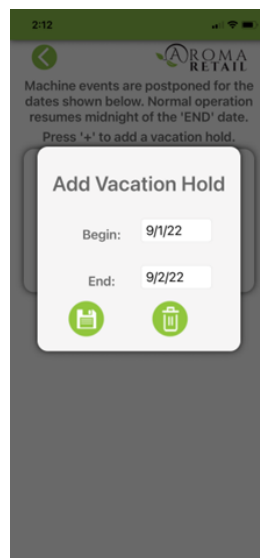 2:12
AROMA
RETAIL
Machine events are postponed for the
dates shown below. Normal operation
resumes midnight of the 'END' date.
Press '+' to add a vacation hold.
Add Vacation Hold
Begin: 9/1/22
End: 9/2/22